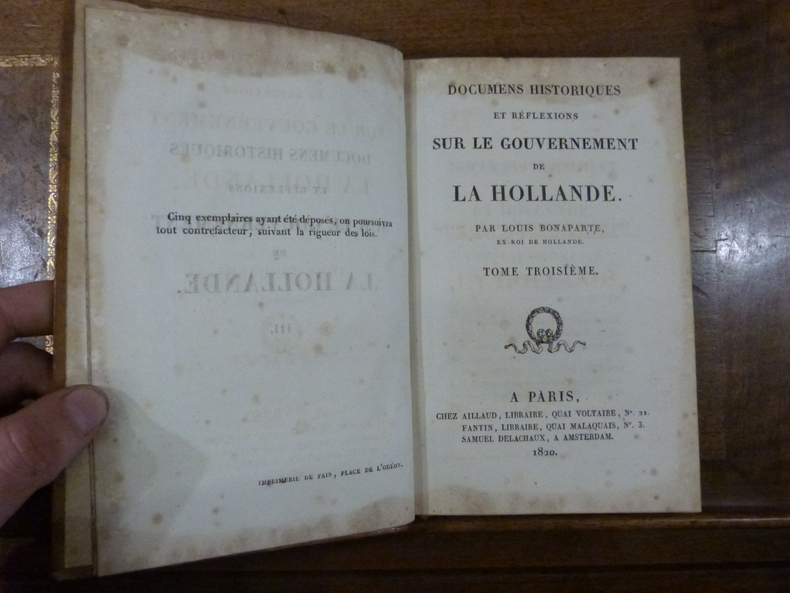 Cinq exemplaires ayant été déposés, on poursuivra
tout contrefacteur, suivant la rigueur des lois.
IMPRIMERIE DE FAIN, PLACE DE L'ODÉON.
DOCUMENS HISTORIQUES
ET RÉFLEXIONS
SUR LE GOUVERNEMENT
DE
LA HOLLANDE.
PAR LOUIS BONAPARTE,
EX-ROI DE HOLLANDE.
TOME TROISIÈME.
A PARIS,
CHEZ AILLAUD, LIBRAIRE, QUAI VOLTAIRE, No. 21.
FANTIN, LIBRAIRE, QUAI MALAQUAIS, No. 3.
SAMUEL DELACHAUX, A AMSTERDAM.
1820.